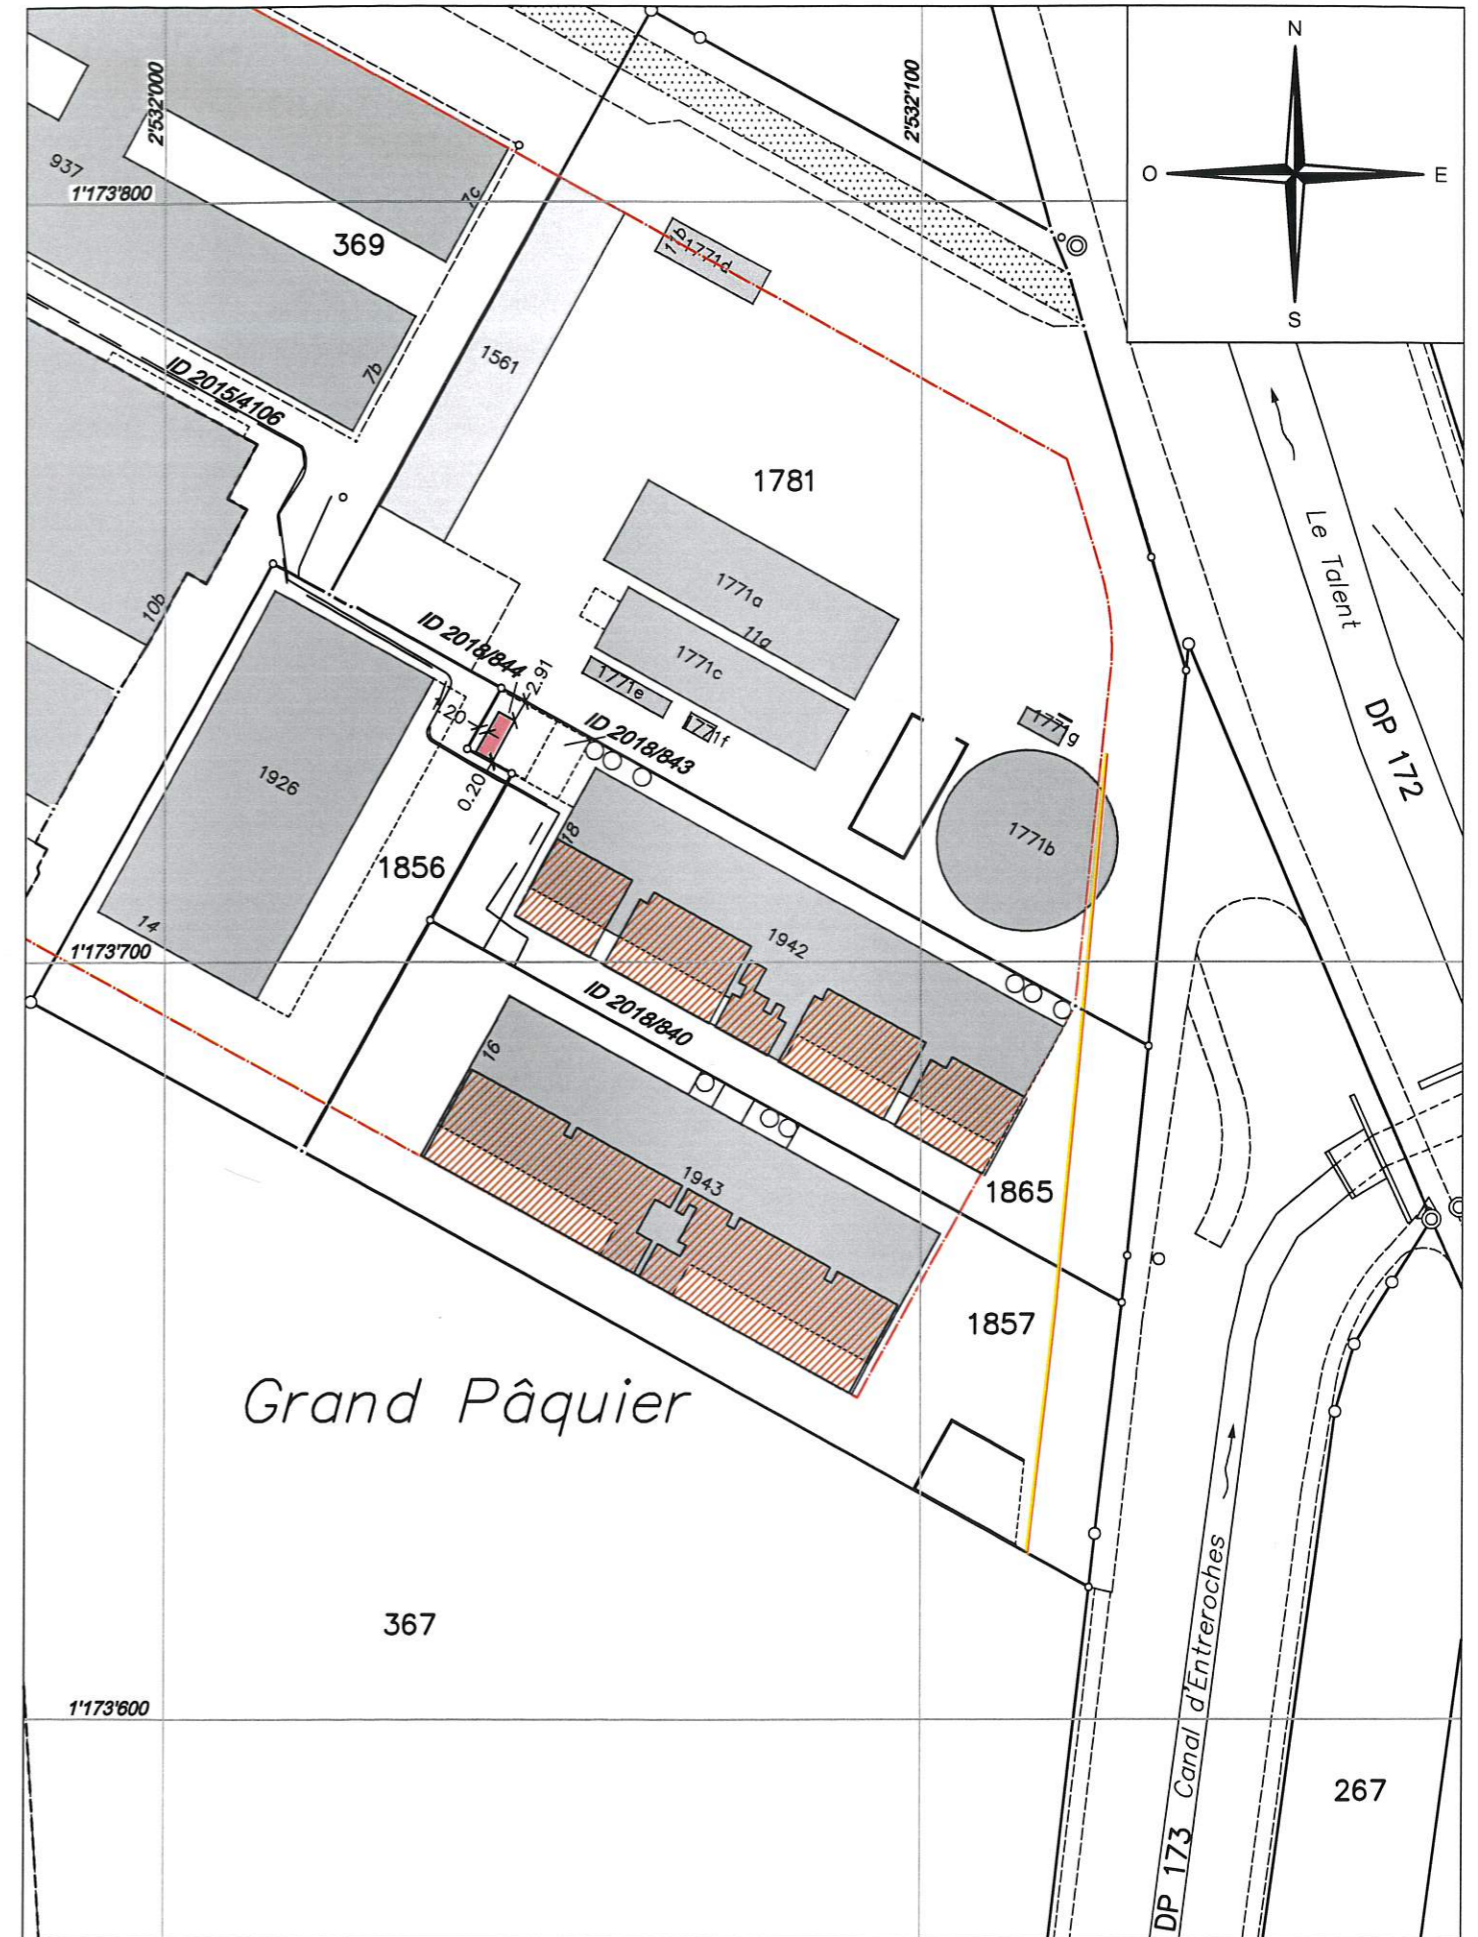 N
O
E
S
2'532'000
2'532'100
937
1'173'800
7c
369
11b
1771d
1561
7b
ID 2015/4106
1781
Le Talent
10b
1771a
11a
ID 2018/844
1771c
2.91
1771e
1.20
1771f
ID 2018/843
1771g
DP 172
1926
0.20
18
1771b
1856
14
1942
1'173'700
ID 2018/840
16
1943
1865
1857
Grand Pâquier
367
Canal d'Entreroches
DP 173
1'173'600
267